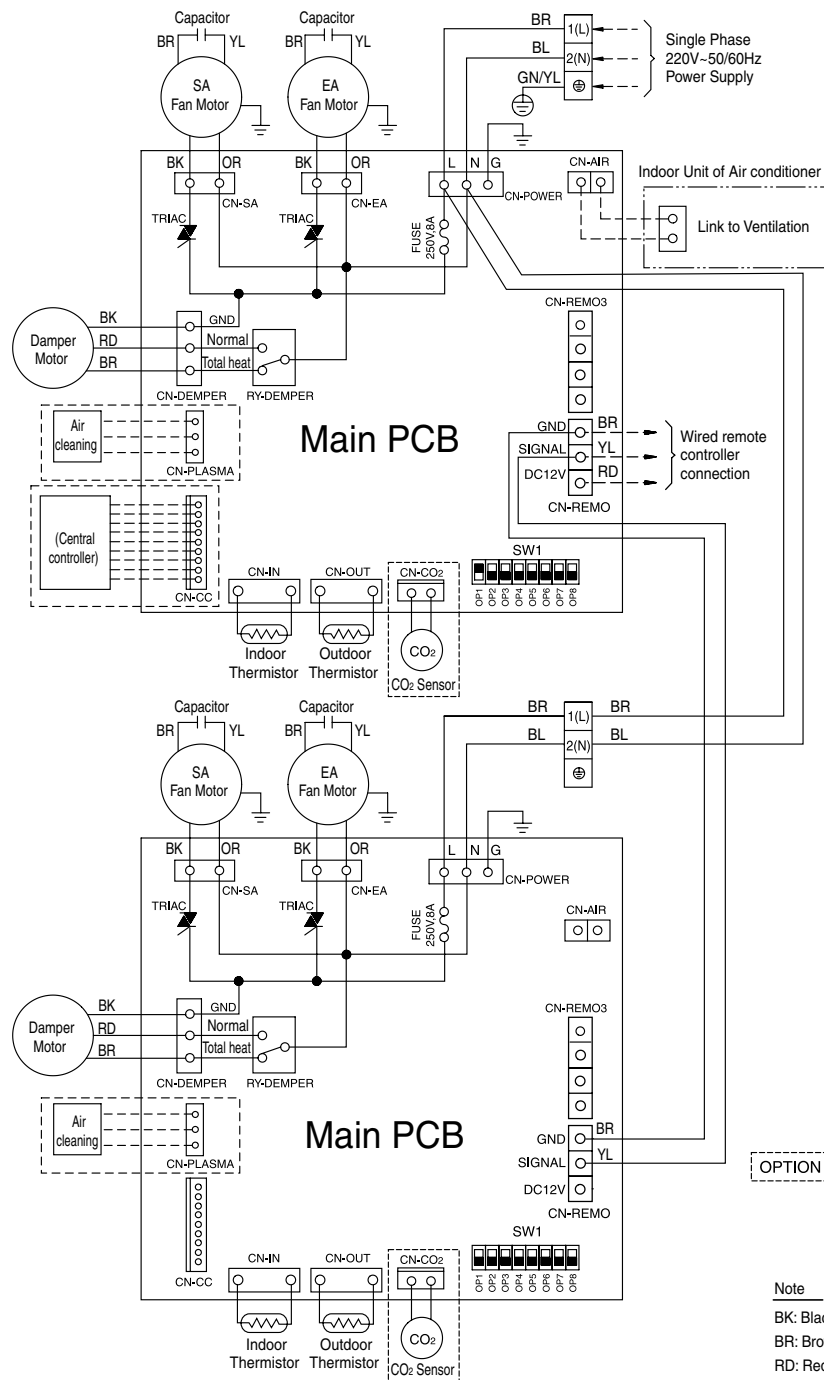 Capacitor
Capacitor
BR
YL
BR
YL
SA
Fan Motor
EA
Fan Motor
BR
1(L)
BL
2(N)
GN/YL
Single Phase
220V~50/60Hz
Power Supply
BK
OR
BK
OR
L N G
CN-AIR
Indoor Unit of Air conditioner
CN-SA
CN-EA
CN-POWER
Link to Ventilation
TRIAC
TRIAC
FUSE
250V,8A
CN-REMO3
Damper
Motor
BK
RD
BR
GND
Normal
Total heat
CN-DEMPER
RY-DEMPER
Air
cleaning
CN-PLASMA
Main PCB
GND
BR
SIGNAL
YL
DC12V
RD
CN-REMO
Wired remote
controller
connection
(Central
controller)
CN-CC
CN-IN
CN-OUT
CN-CO2
SW1
OP1 OP2 OP3 OP4 OP5 OP6 OP7 OP8
Indoor
Thermistor
Outdoor
Thermistor
CO2
CO2 Sensor
Capacitor
Capacitor
BR
YL
BR
YL
SA
Fan Motor
EA
Fan Motor
BR
1(L)
BR
BL
2(N)
BL
BK
OR
BK
OR
L N G
CN-SA
CN-EA
CN-POWER
TRIAC
TRIAC
FUSE
250V,8A
CN-AIR
CN-REMO3
Damper
Motor
BK
RD
BR
GND
Normal
Total heat
CN-DEMPER
RY-DEMPER
Air
cleaning
CN-PLASMA
Main PCB
GND
BR
SIGNAL
YL
DC12V
CN-REMO
OPTION
CN-CC
CN-IN
CN-OUT
CN-CO2
SW1
OP1 OP2 OP3 OP4 OP5 OP6 OP7 OP8
Indoor
Thermistor
Outdoor
Thermistor
CO2
CO2 Sensor
Note
BK: Blac
BR: Bro
RD: Red